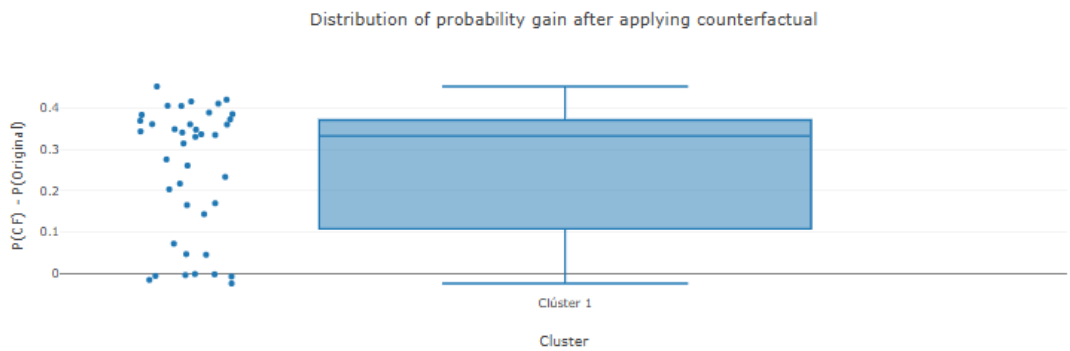 Distribution of probability gain after applying counterfactual
P(CF) - P(Original)
0.4
0.3
0.2
0.1
0
Clúster 1
Cluster